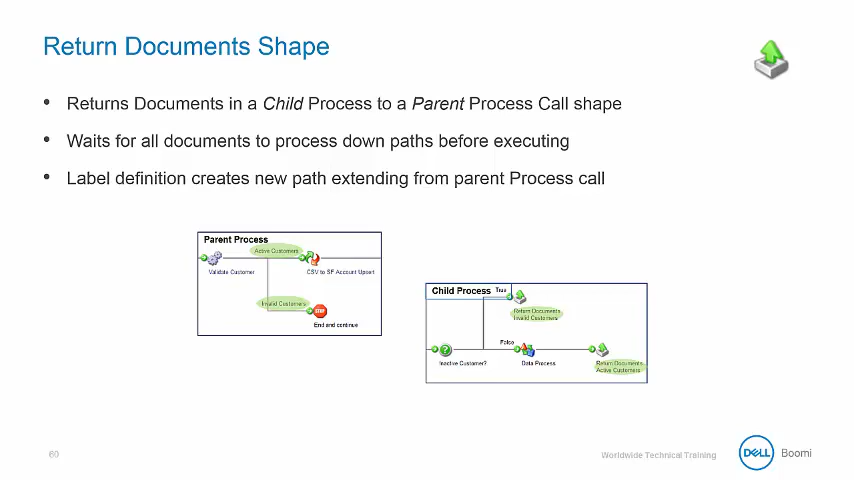 Return Documents Shape
• Returns Documents in a Child Process to a Parent Process Call shape
• Waits for all documents to process down paths before executing
• Label definition creates new path extending from parent Process call
Parent Process
Active Customers
Validate Customer
CSV to SF Account Upsert
Invalid Customers
STOP
End and continue
Child Process
True
Return Documents
Invalid Customers
False
Inactive Customer?
Data Process
Return Documents
Active Customers
60
Worldwide Technical Training
DELL
Boomi